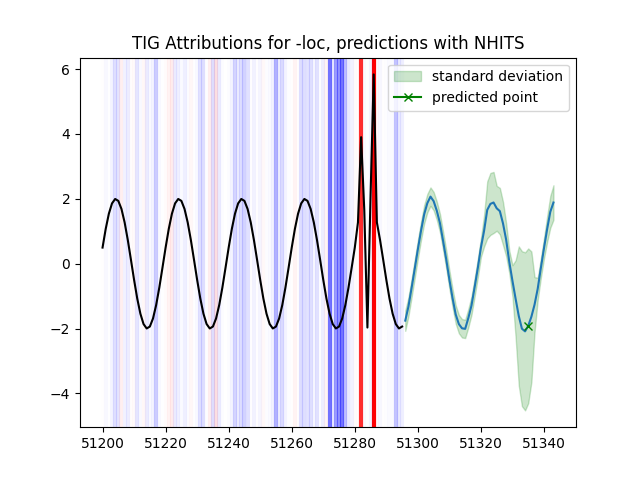 TIG Attributions for -loc, predictions with NHITS
standard deviation
predicted point
6
4
2
0
−2
−4
51200 51220 51240 51260 51280 51300 51320 51340